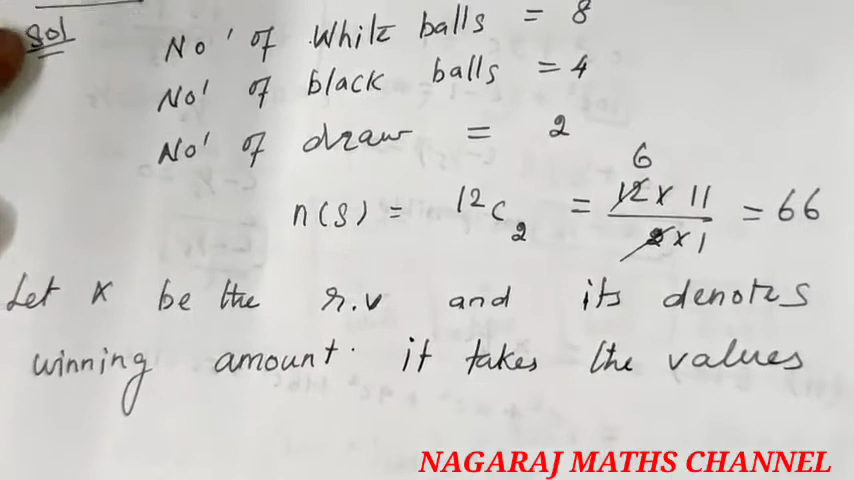 Sol
No' of White balls = 8
No' of black balls = 4
No' of draw = 2
n(S) = 12C2 = 12 x 11 / 2 x 1 = 66
6
Let X be the r.v and its denotes
winning amount. it takes the values
NAGARAJ MATHS CHANNEL